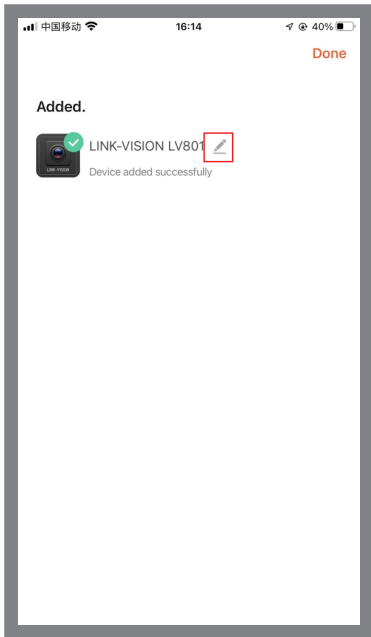 中国移动 16:14 40%
Done
Added.
LINK-VISION LV801
LINK-VISION
Device added successfully